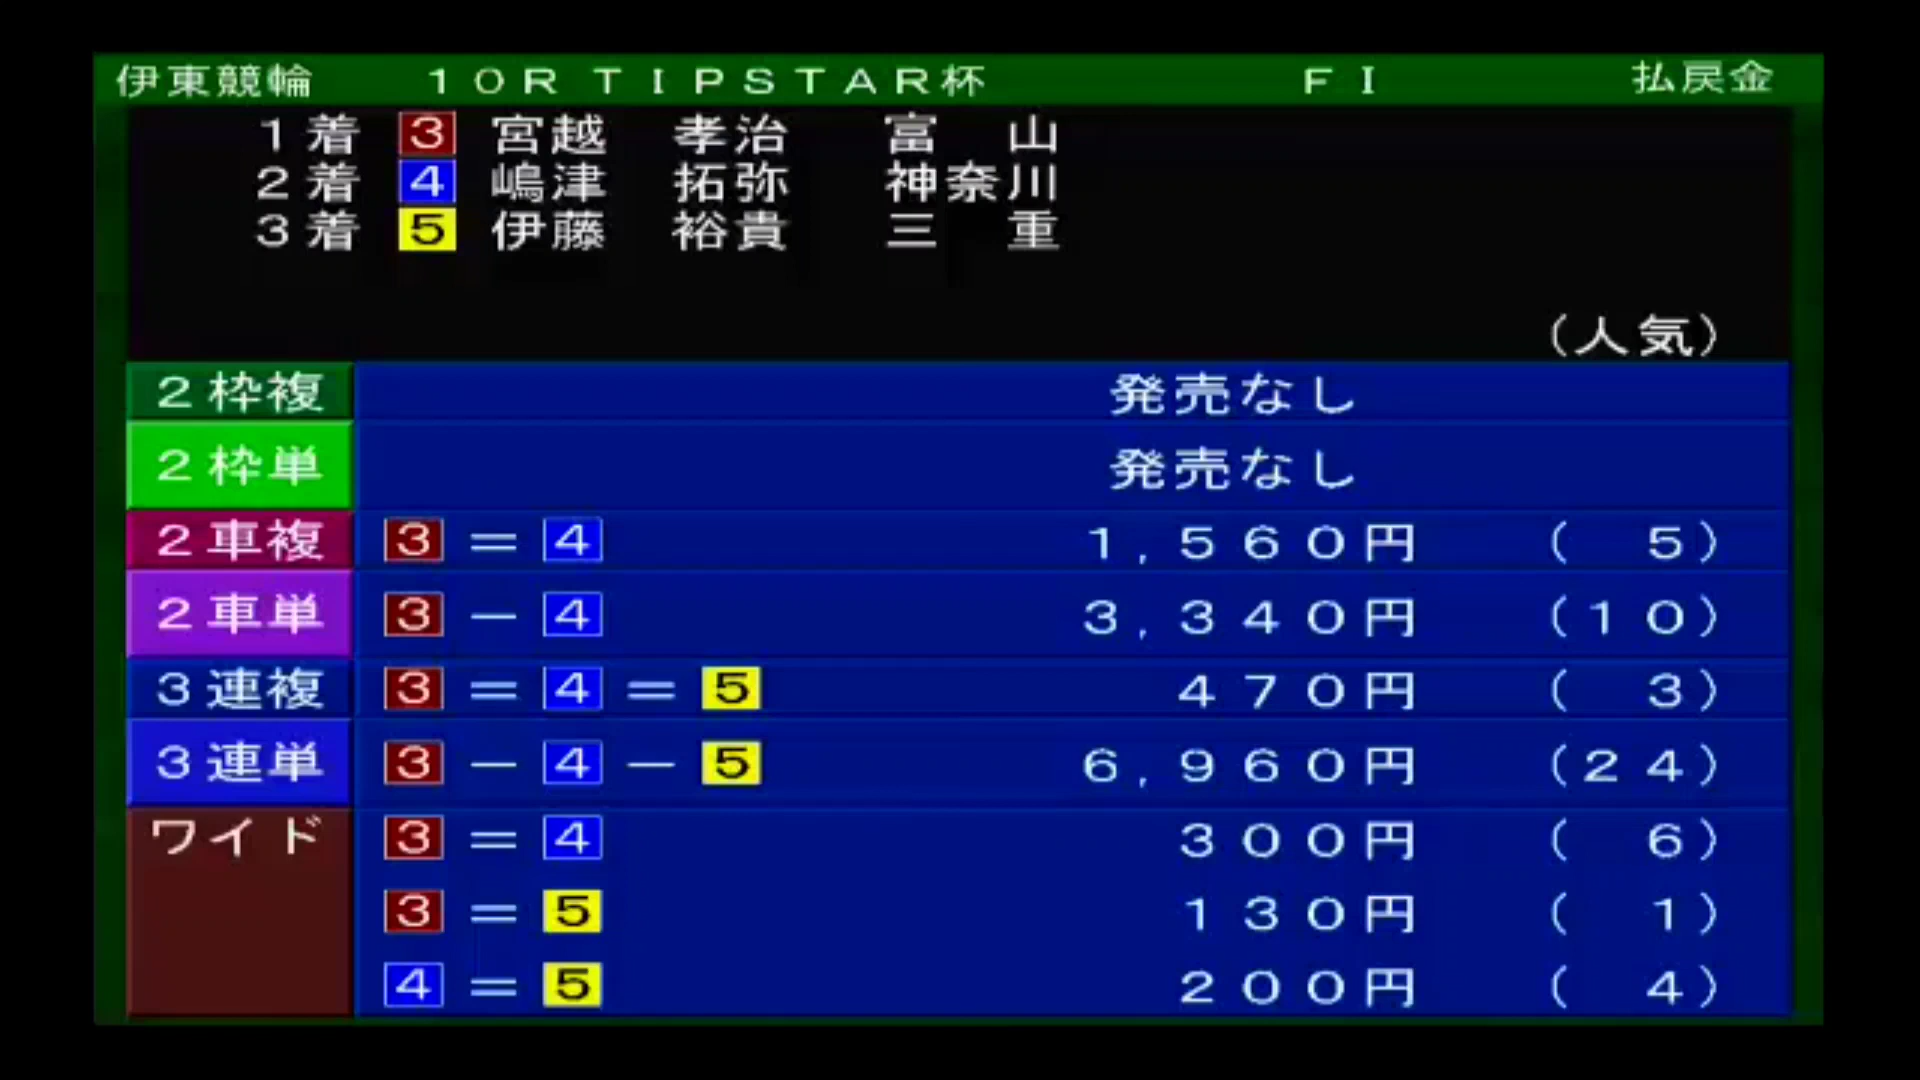 伊東競輪 10R TIPSTAR杯 FI 払戻金
1着 3 宮越 孝治 富山
2着 4 嶋津 拓弥 神奈川
3着 5 伊藤 裕貴 三重
(人気)
2枠複 発売なし
2枠単 発売なし
2車複 3=4 1,560円 (5)
2車単 3-4 3,340円 (10)
3連複 3=4=5 470円 (3)
3連単 3-4-5 6,960円 (24)
ワイド 3=4 300円 (6)
3=5 130円 (1)
4=5 200円 (4)